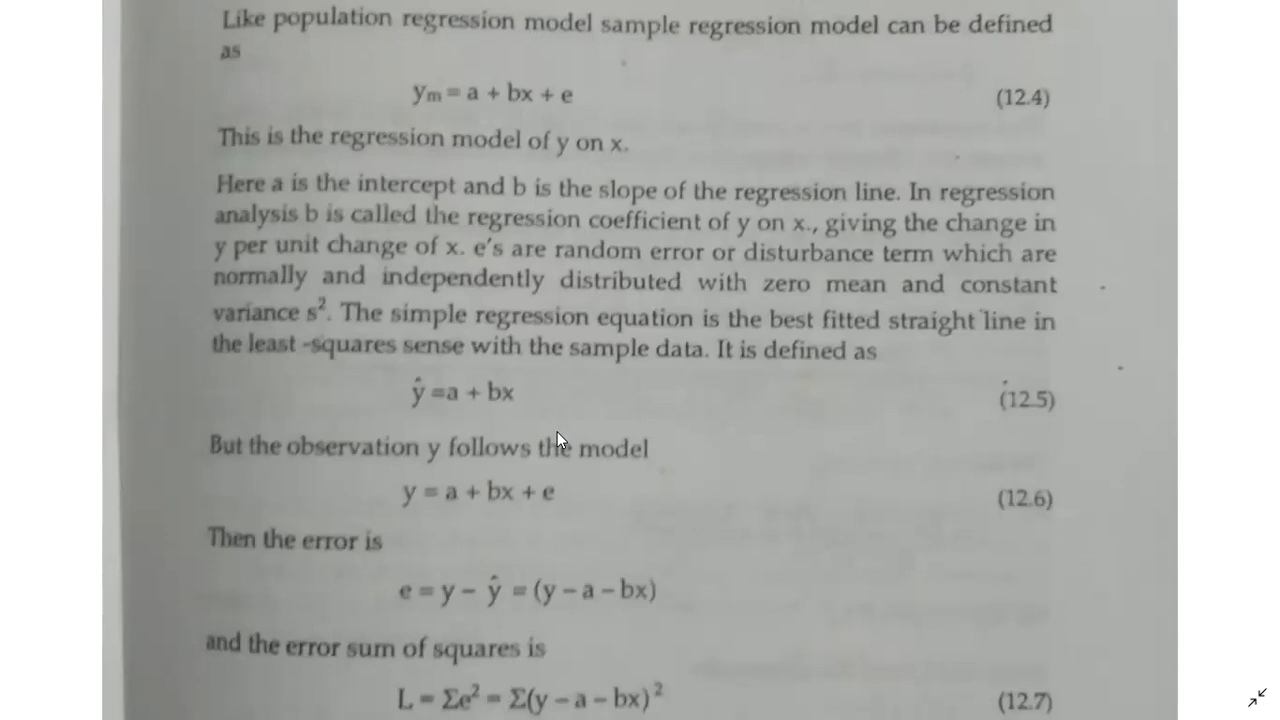 Like population regression model sample regression model can be defined
as
yₘ = a + bx + e (12.4)
This is the regression model of y on x.
Here a is the intercept and b is the slope of the regression line. In regression
analysis b is called the regression coefficient of y on x., giving the change in
y per unit change of x. e's are random error or disturbance term which are
normally and independently distributed with zero mean and constant
variance s². The simple regression equation is the best fitted straight line in
the least -squares sense with the sample data. It is defined as
ŷ =a + bx (12.5)
But the observation y follows the model
y = a + bx + e (12.6)
Then the error is
e = y – ŷ = (y – a – bx)
and the error sum of squares is
L = Σe² = Σ(y – a – bx)² (12.7)